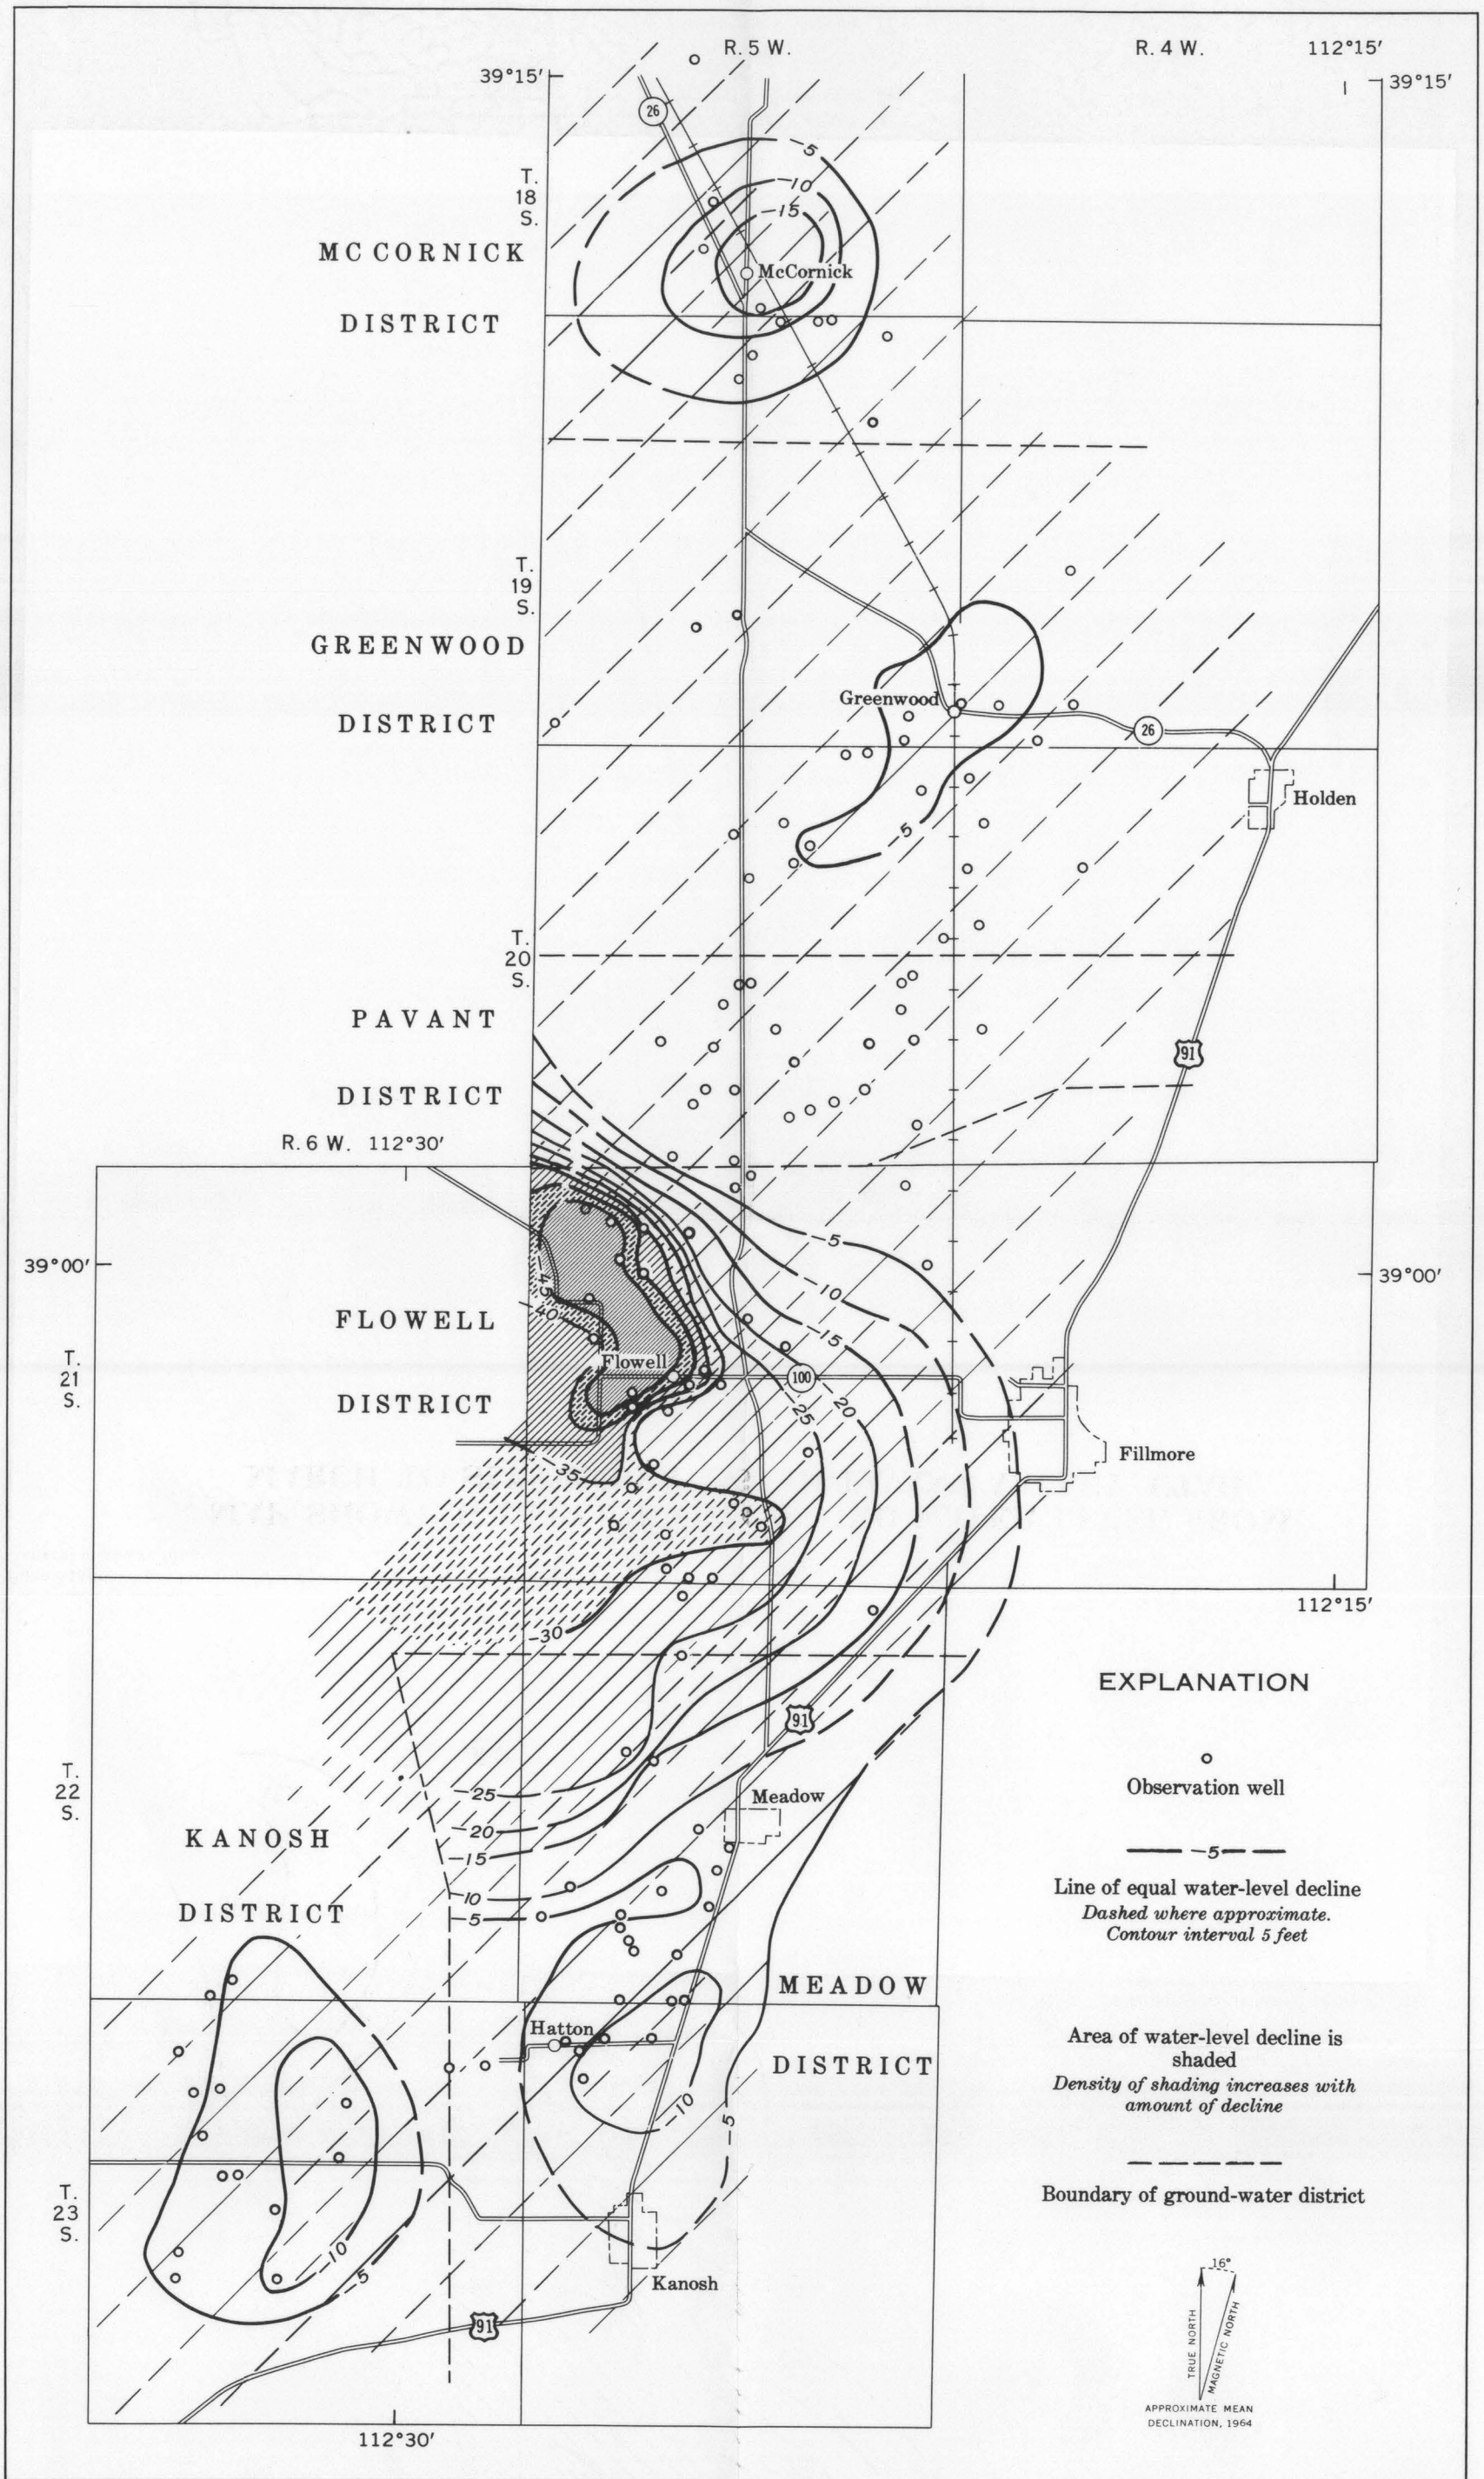 R. 5 W. R. 4 W. 112°15′
39°15′ 39°15′
26
-5
T.
18
S.
-10
-15
MC CORNICK
McCornick
DISTRICT
T.
19
S.
GREENWOOD
Greenwood
DISTRICT
26
Holden
-5
T.
20
S.
PAVANT
91
DISTRICT
R. 6 W. 112°30′
-5
39°00′ 39°00′
-45
-10
-40
FLOWELL
-15
T.
21
S.
Flowell
100
DISTRICT
25 20
Fillmore
-35
112°15′
-30
EXPLANATION
91
Observation well
T.
22
S.
-25
Meadow
-20
KANOSH
-15
-5
Line of equal water-level decline
Dashed where approximate.
Contour interval 5 feet
-10
DISTRICT
-5
MEADOW
Hatton
Area of water-level decline is
shaded
DISTRICT
Density of shading increases with
amount of decline
-10
-5
Boundary of ground-water district
T.
23
S.
-10
-5
Kanosh
16°
91
TRUE NORTH
MAGNETIC NORTH
APPROXIMATE MEAN
DECLINATION, 1964
112°30′